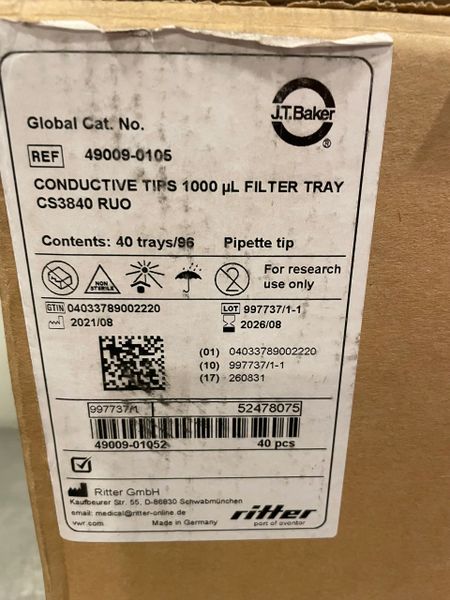 J.T.Baker
®
Global Cat. No.
REF 49009-0105
CONDUCTIVE TIPS 1000 µL FILTER TRAY
CS3840 RUO
Contents: 40 trays/96 Pipette tip
NON
STERILE
2
For research
use only
GTIN 04033789002220
LOT 997737/1-1
2021/08
2026/08
(01) 04033789002220
(10) 997737/1-1
(17) 260831
997737/1 52478075
49009-01052 40 pcs
Ritter GmbH
Kaufbeurer Str. 55, D-86830 Schwabmünchen
email: medical@ritter-online.de
vwr.com Made in Germany
ritter
part of avantor